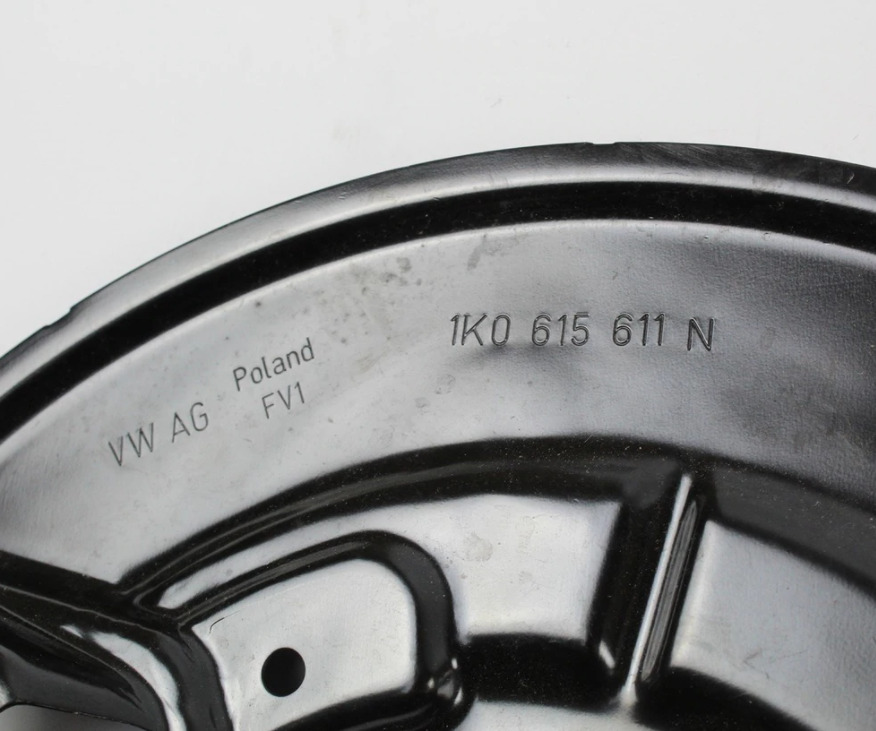 VW AG
Poland
FV1
1K0 615 611 N